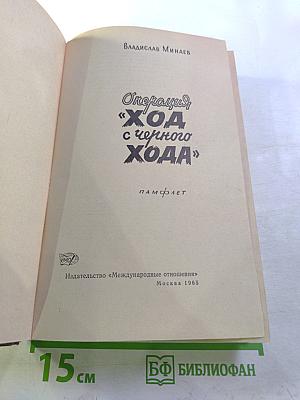 Владислав Минаев
Операция
«ХОД
с черного
ХОДА»
ПАМФЛЕТ
Издательство «Международные отношения»
Москва 1965
15 см
БФ БИБЛИОФАН